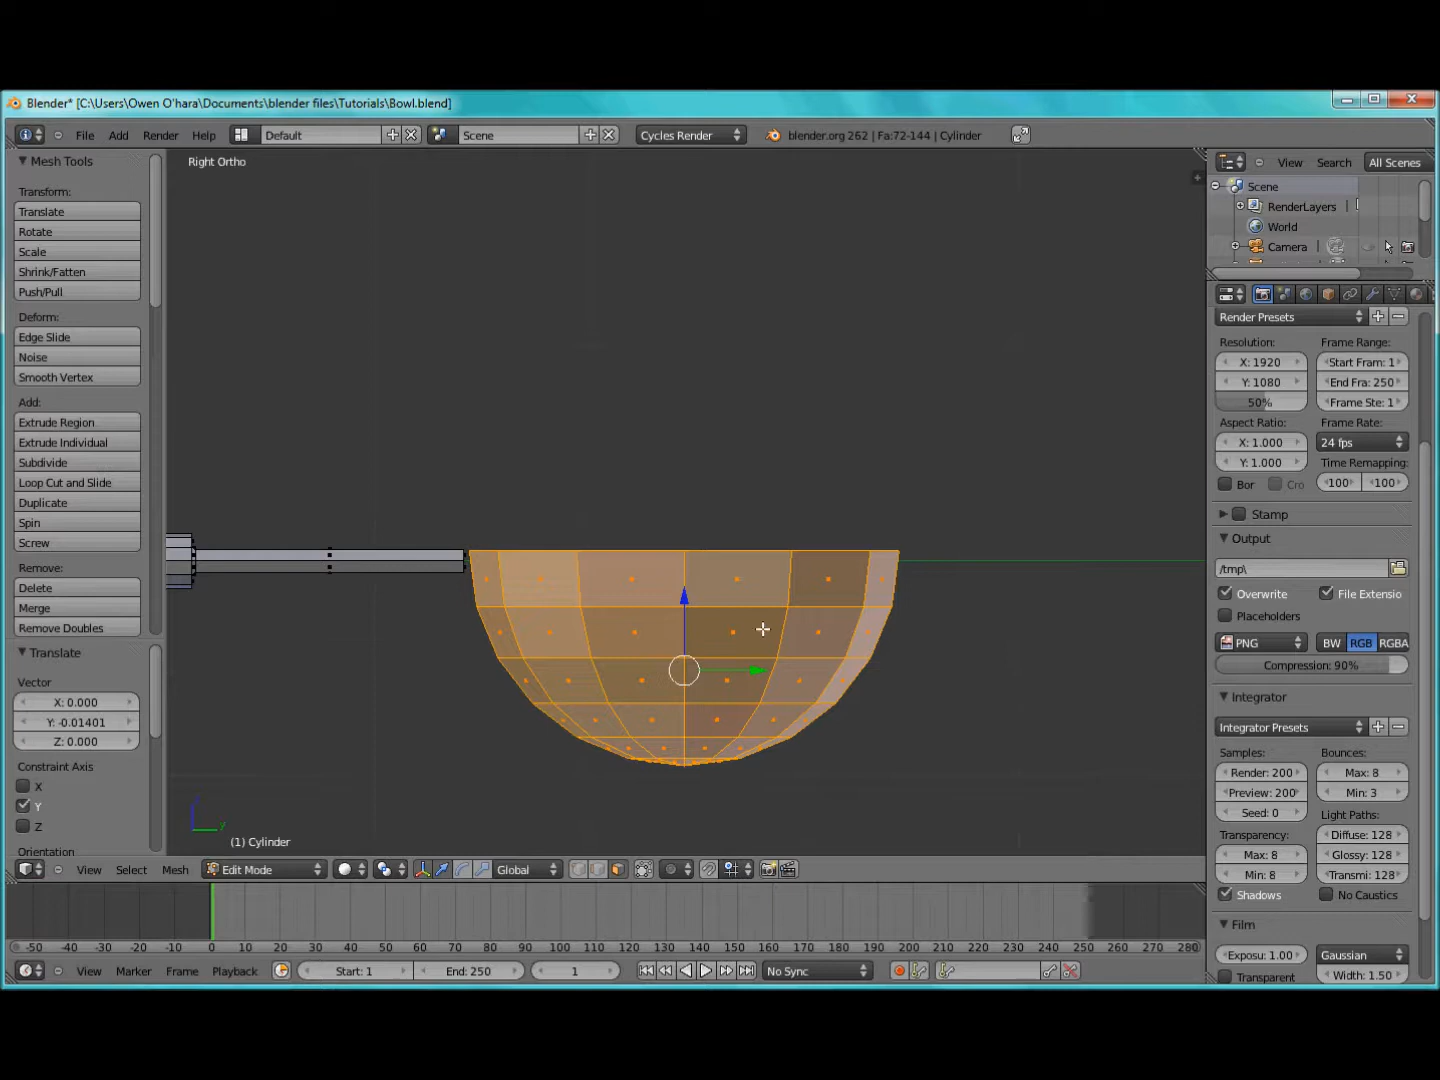 Blender* [C:\Users\Owen O'hara\Documents\blender files\Tutorials\Bowl.blend]
File Add Render Help Default Scene Cycles Render blender.org 262 | Fa:72-144 | Cylinder
Mesh Tools
Transform:
Translate
Rotate
Scale
Shrink/Fatten
Push/Pull
Deform:
Edge Slide
Noise
Smooth Vertex
Add:
Extrude Region
Extrude Individual
Subdivide
Loop Cut and Slide
Duplicate
Spin
Screw
Remove:
Delete
Merge
Remove Doubles
Translate
Vector
X: 0.000
Y: -0.01401
Z: 0.000
Constraint Axis
X
Y
Z
Orientation
Right Ortho
(1) Cylinder
View Select Mesh Edit Mode Global
-50 -40 -30 -20 -10 0 10 20 30 40 50 60 70 80 90 100 110 120 130 140 150 160 170 180 190 200 210 220 230 240 250 260 270 280
View Marker Frame Playback Start: 1 End: 250 1 No Sync
View Search All Scenes
Scene
RenderLayers
World
Camera
Render Presets
Resolution: Frame Range:
X: 1920 Start Fram: 1
Y: 1080 End Fra: 250
50% Frame Ste: 1
Aspect Ratio: Frame Rate:
X: 1.000 24 fps
Y: 1.000 Time Remapping:
Bor Cro 100 100
Stamp
Output
/tmp\
Overwrite File Extensio
Placeholders
PNG BW RGB RGBA
Compression: 90%
Integrator
Integrator Presets
Samples: Bounces:
Render: 200 Max: 8
Preview: 200 Min: 3
Seed: 0 Light Paths:
Transparency: Diffuse: 128
Max: 8 Glossy: 128
Min: 8 Transmi: 128
Shadows No Caustics
Film
Exposu: 1.00 Gaussian
Transparent Width: 1.50